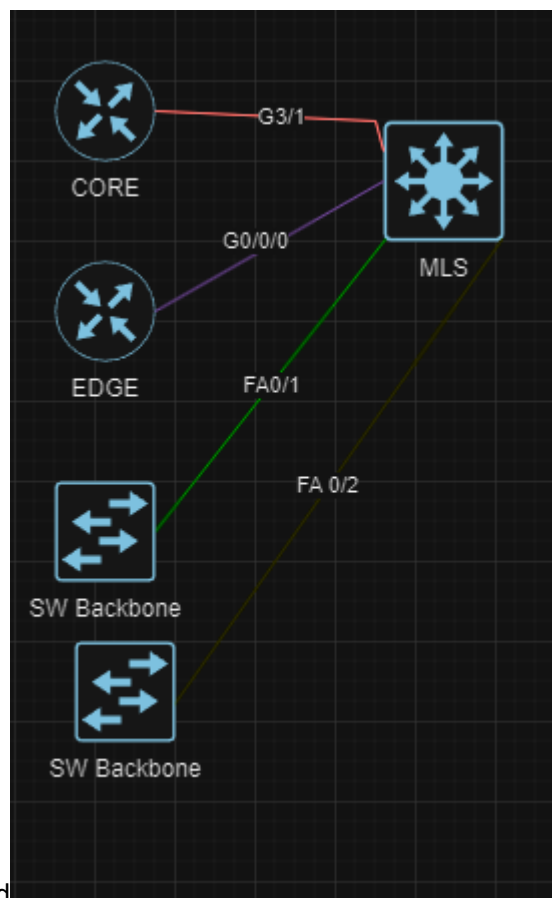 G3/1
CORE
MLS
G0/0/0
EDGE
FA0/1
FA 0/2
SW Backbone
SW Backbone
d